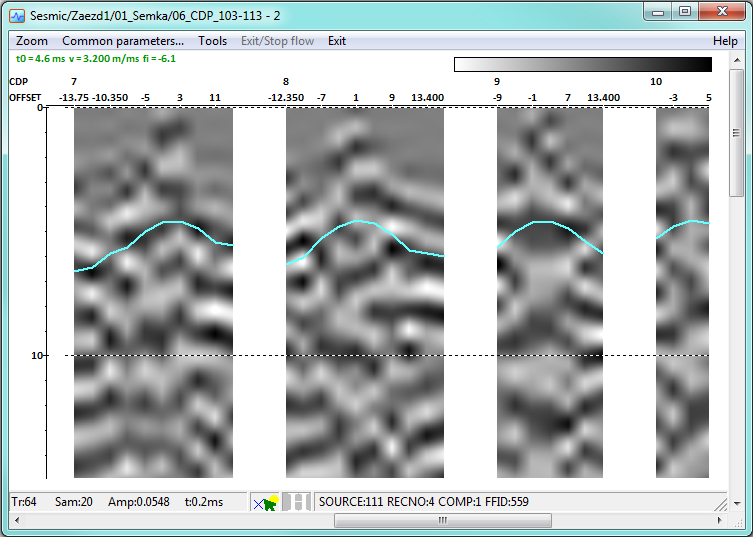 Sesmic/Zaezd1/01_Semka/06_CDP_103-113 - 2
Zoom Common parameters... Tools Exit/Stop flow Exit Help
t0 = 4.6 ms v = 3.200 m/ms fi = -6.1
CDP 7 8 9 10
OFFSET -13.75 -10.350 -5 3 11 -12.350 -7 1 9 13.400 -9 -1 7 13.400 -3 5
0
10
Tr:64 Sam:20 Amp:0.0548 t:0.2ms SOURCE:111 RECNO:4 COMP:1 FFID:559